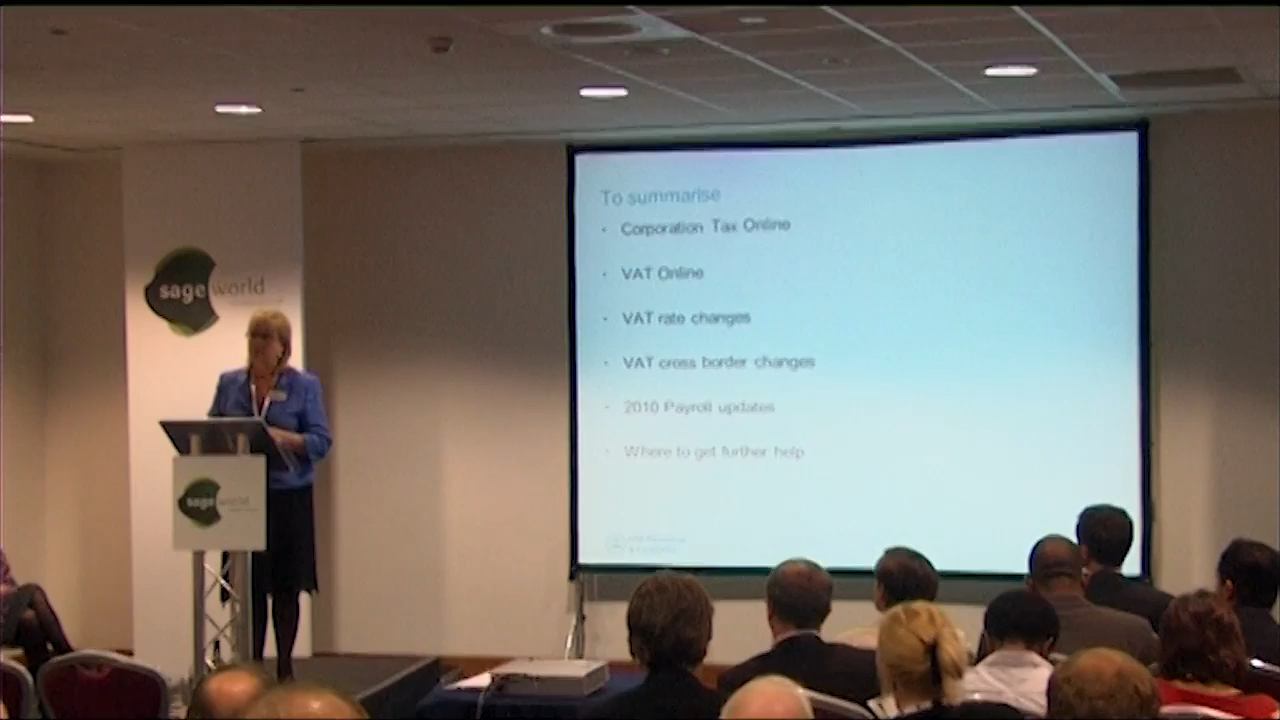 To summarise
• Corporation Tax Online
• VAT Online
• VAT rate changes
• VAT cross border changes
• 2010 Payroll updates
• Where to get further help
sage world
sage world